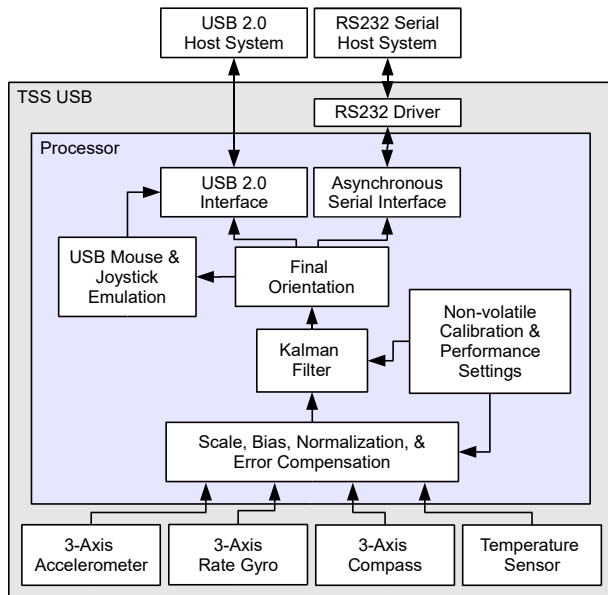 USB 2.0
Host System
RS232 Serial
Host System
TSS USB
RS232 Driver
Processor
USB 2.0
Interface
Asynchronous
Serial Interface
USB Mouse &
Joystick
Emulation
Final
Orientation
Non-volatile
Calibration &
Performance
Settings
Kalman
Filter
Scale, Bias, Normalization, &
Error Compensation
3-Axis
Accelerometer
3-Axis
Rate Gyro
3-Axis
Compass
Temperature
Sensor